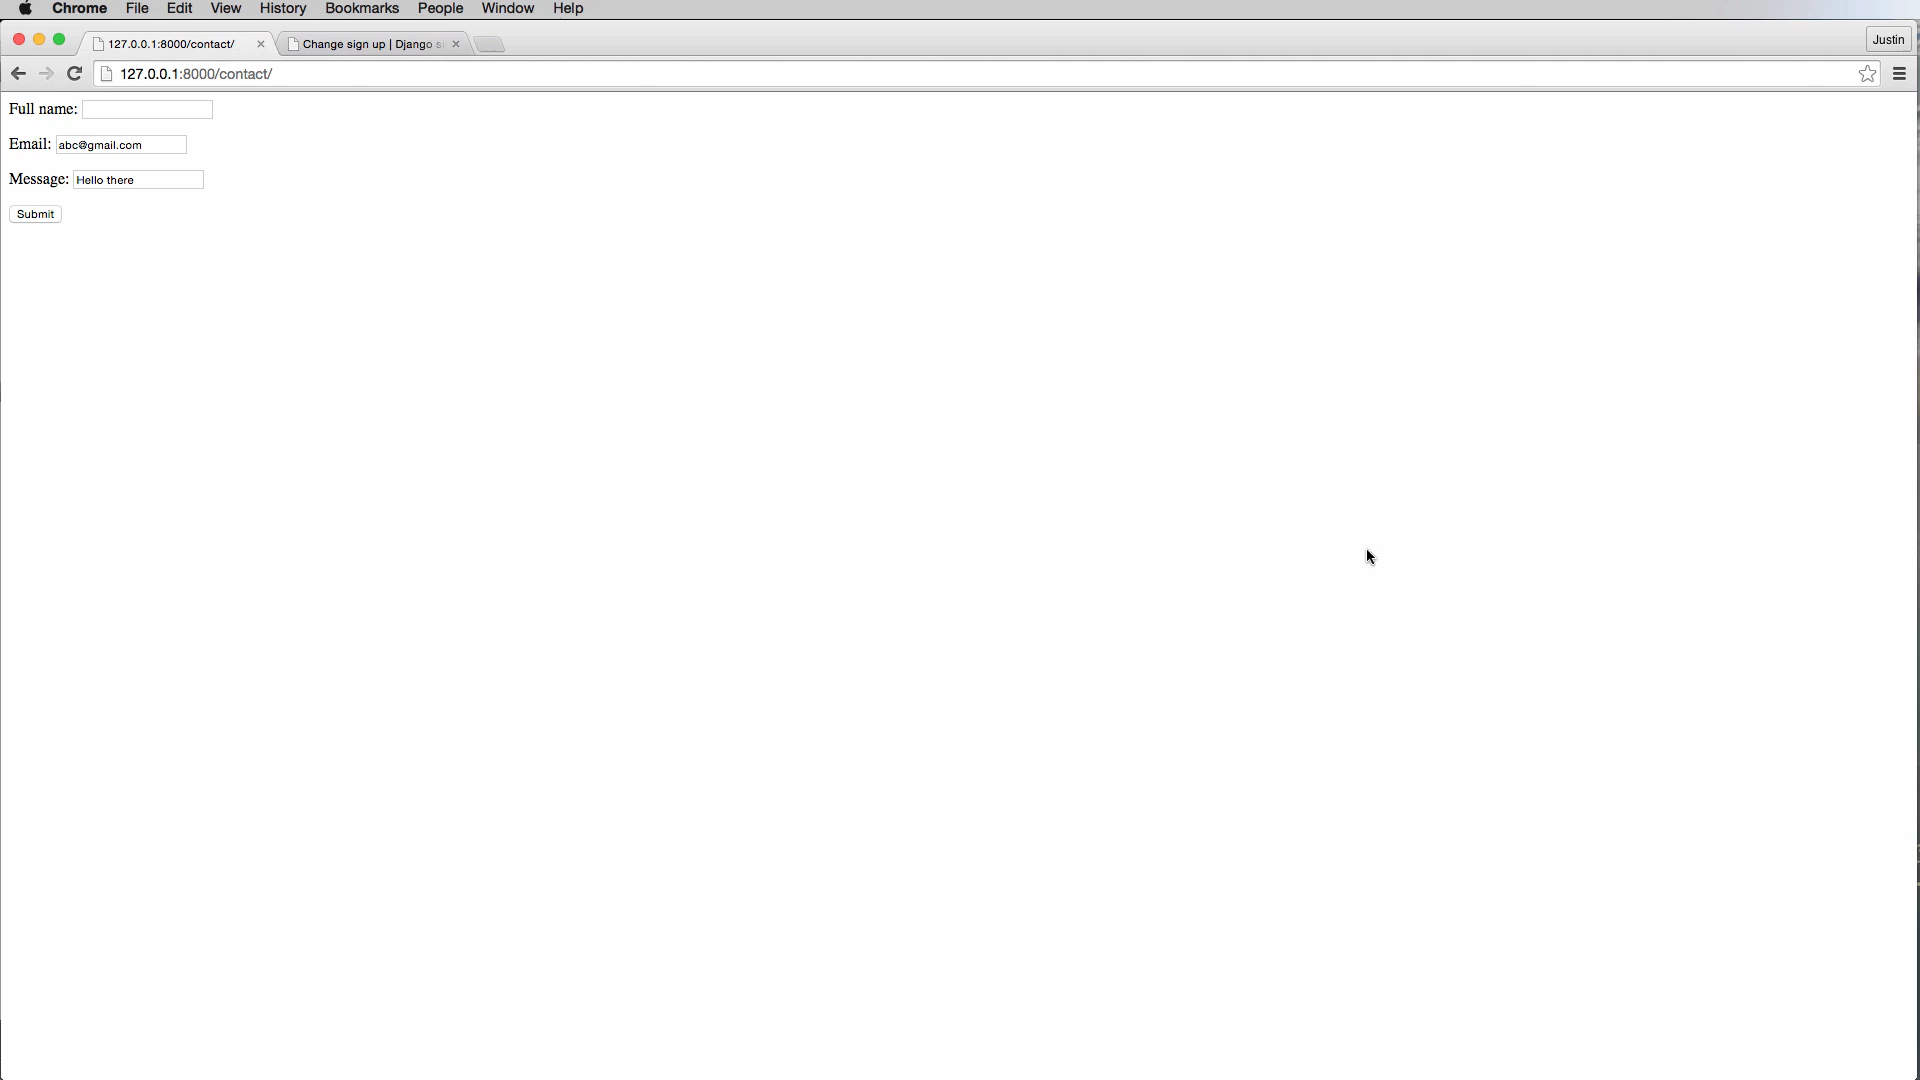 Chrome File Edit View History Bookmarks People Window Help
127.0.0.1:8000/contact/ Change sign up | Django Justin
127.0.0.1:8000/contact/
Full name:
Email: abc@gmail.com
Message: Hello there
Submit